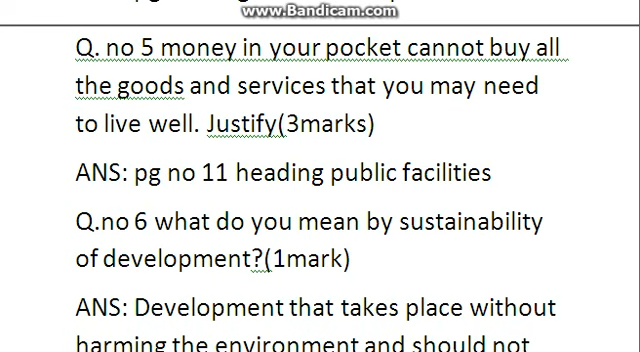 www.Bandicam.com
Q. no 5 money in your pocket cannot buy all
the goods and services that you may need
to live well. Justify(3marks)
ANS: pg no 11 heading public facilities
Q.no 6 what do you mean by sustainability
of development?(1mark)
ANS: Development that takes place without
harming the environment and should not